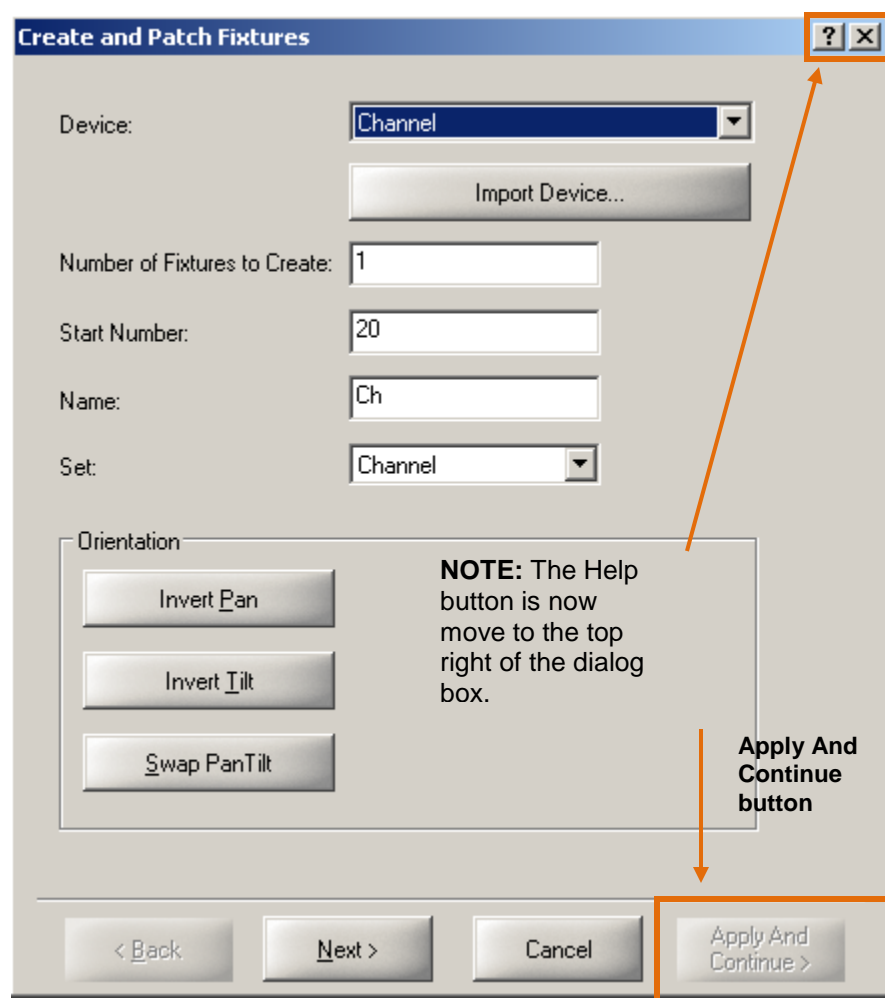 Create and Patch Fixtures ? X
Device: Channel
Import Device...
Number of Fixtures to Create: 1
Start Number: 20
Name: Ch
Set: Channel
Orientation
Invert Pan
Invert Tilt
Swap PanTilt
NOTE: The Help
button is now
move to the top
right of the dialog
box.
Apply And
Continue
button
< Back
Next >
Cancel
Apply And
Continue >